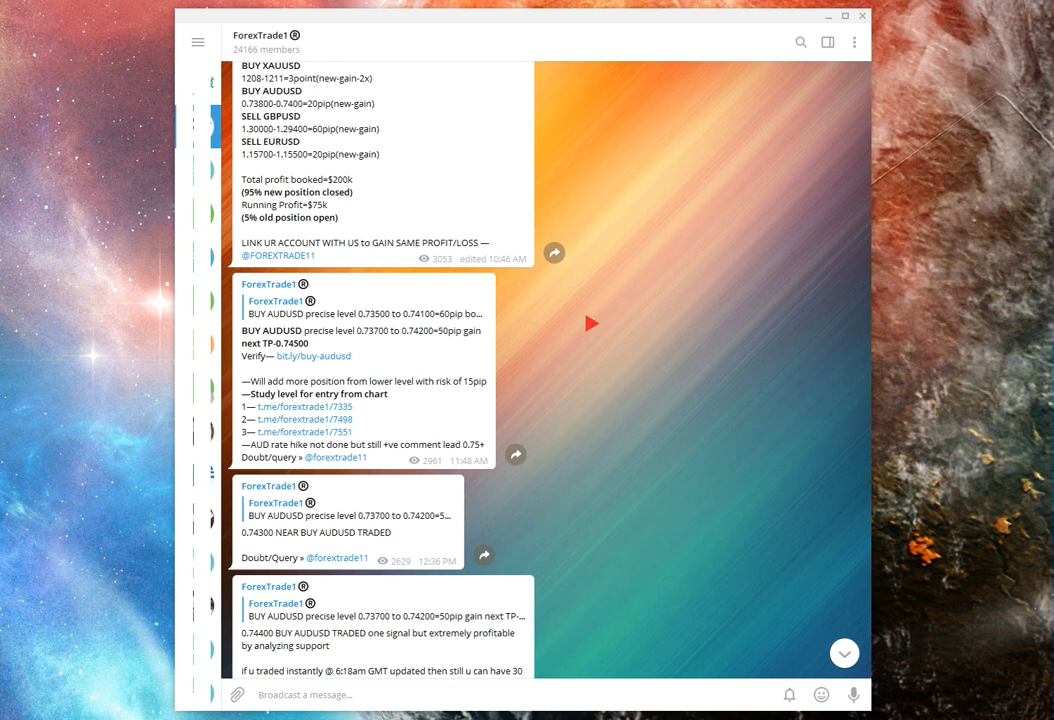 ForexTrade1®
24166 members
BUY XAUUSD
1208-1211=3point(new-gain-2x)
BUY AUDUSD
0.73800-0.7400=20pip(new-gain)
SELL GBPUSD
1.30000-1.29400=60pip(new-gain)
SELL EURUSD
1.15700-1.15500=20pip(new-gain)
Total profit booked=$200k
(95% new position closed)
Running Profit=$75k
(5% old position open)
LINK UR ACCOUNT WITH US to GAIN SAME PROFIT/LOSS —
@FOREXTRADE11
3053 edited 10:46 AM
ForexTrade1®
ForexTrade1®
BUY AUDUSD precise level 0.73500 to 0.74100=60pip bo...
BUY AUDUSD precise level 0.73700 to 0.74200=50pip gain
next TP-0.74500
Verify— bit.ly/buy-audusd
—Will add more position from lower level with risk of 15pip
—Study level for entry from chart
1— t.me/forextrade1/7335
2— t.me/forextrade1/7498
3— t.me/forextrade1/7551
—AUD rate hike not done but still +ve comment lead 0.75+
Doubt/query » @forextrade11
2961 11:48 AM
ForexTrade1®
ForexTrade1®
BUY AUDUSD precise level 0.73700 to 0.74200=5...
0.74300 NEAR BUY AUDUSD TRADED
Doubt/Query » @forextrade11
2629 12:36 PM
ForexTrade1®
ForexTrade1®
BUY AUDUSD precise level 0.73700 to 0.74200=50pip gain next TP-...
0.74400 BUY AUDUSD TRADED one signal but extremely profitable
by analyzing support
if u traded instantly @ 6:18am GMT updated then still u can have 30
Broadcast a message...